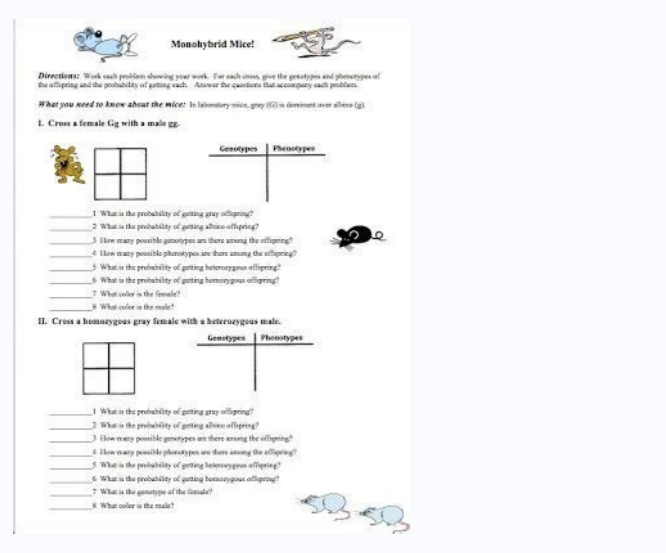 Monohybrid Mice!
Directions: Work each problem showing your work. For each cross, give the genotypes and phenotypes of
the offspring and the probability of getting each. Answer the questions that accompany each problem.
What you need to know about the mice: In laboratory mice, gray (G) is dominant over albino (g).
I. Cross a female Gg with a male gg.
Genotypes Phenotypes
1 What is the probability of getting gray offspring?
2 What is the probability of getting albino offspring?
3 How many possible genotypes are there among the offspring?
4 How many possible phenotypes are there among the offspring?
5 What is the probability of getting heterozygous offspring?
6 What is the probability of getting homozygous offspring?
7 What color is the female?
8 What color is the male?
II. Cross a homozygous gray female with a heterozygous male.
Genotypes Phenotypes
1 What is the probability of getting gray offspring?
2 What is the probability of getting albino offspring?
3 How many possible genotypes are there among the offspring?
4 How many possible phenotypes are there among the offspring?
5 What is the probability of getting heterozygous offspring?
6 What is the probability of getting homozygous offspring?
7 What is the genotype of the female?
8 What color is the male?